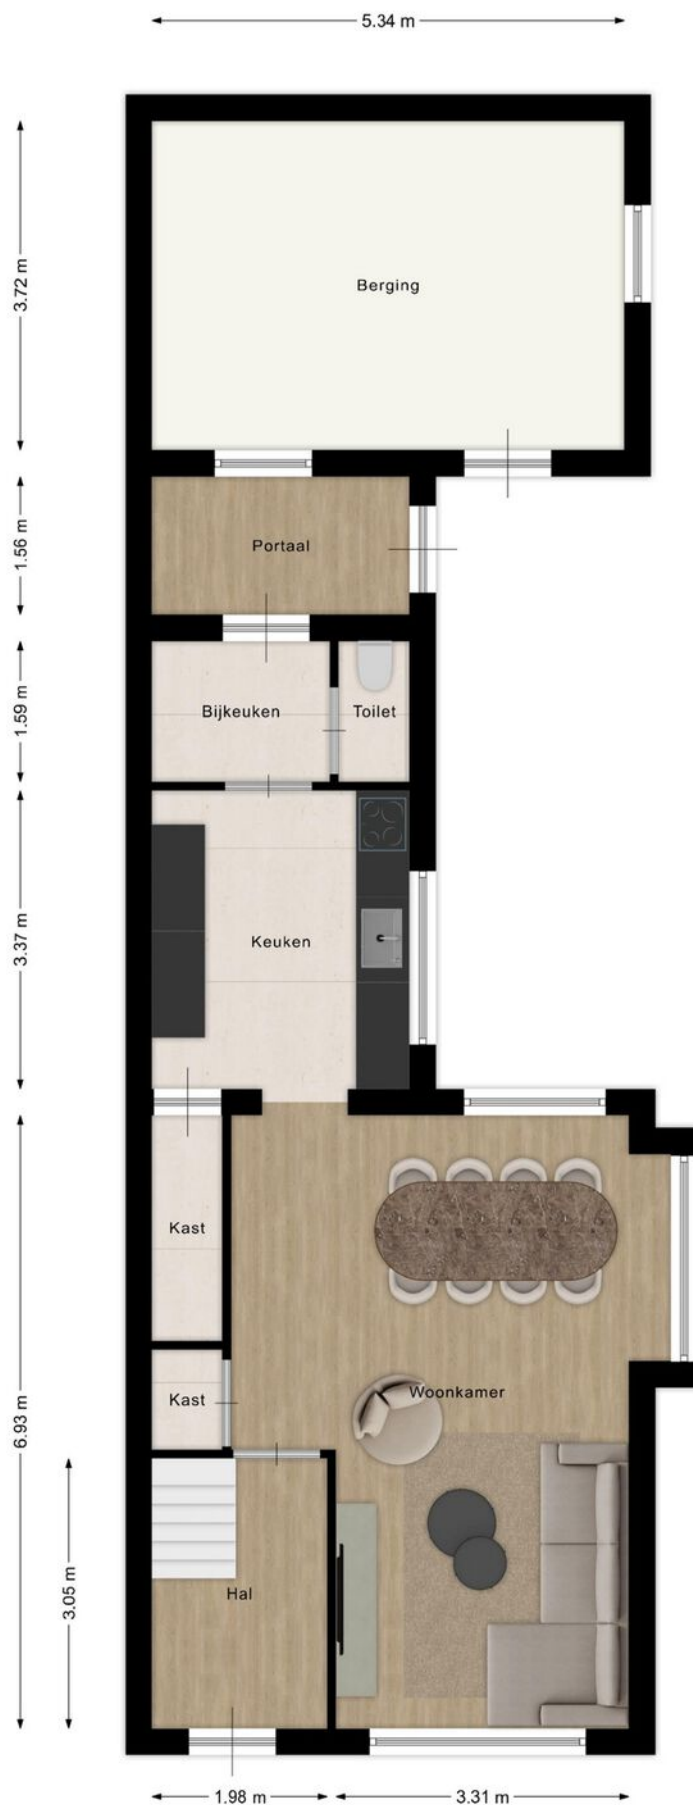 5.34 m
3.72 m
Berging
1.56 m
Portaal
1.59 m
Bijkeuken
Toilet
3.37 m
Keuken
Kast
6.93 m
Kast
Woonkamer
3.05 m
Hal
1.98 m
3.31 m